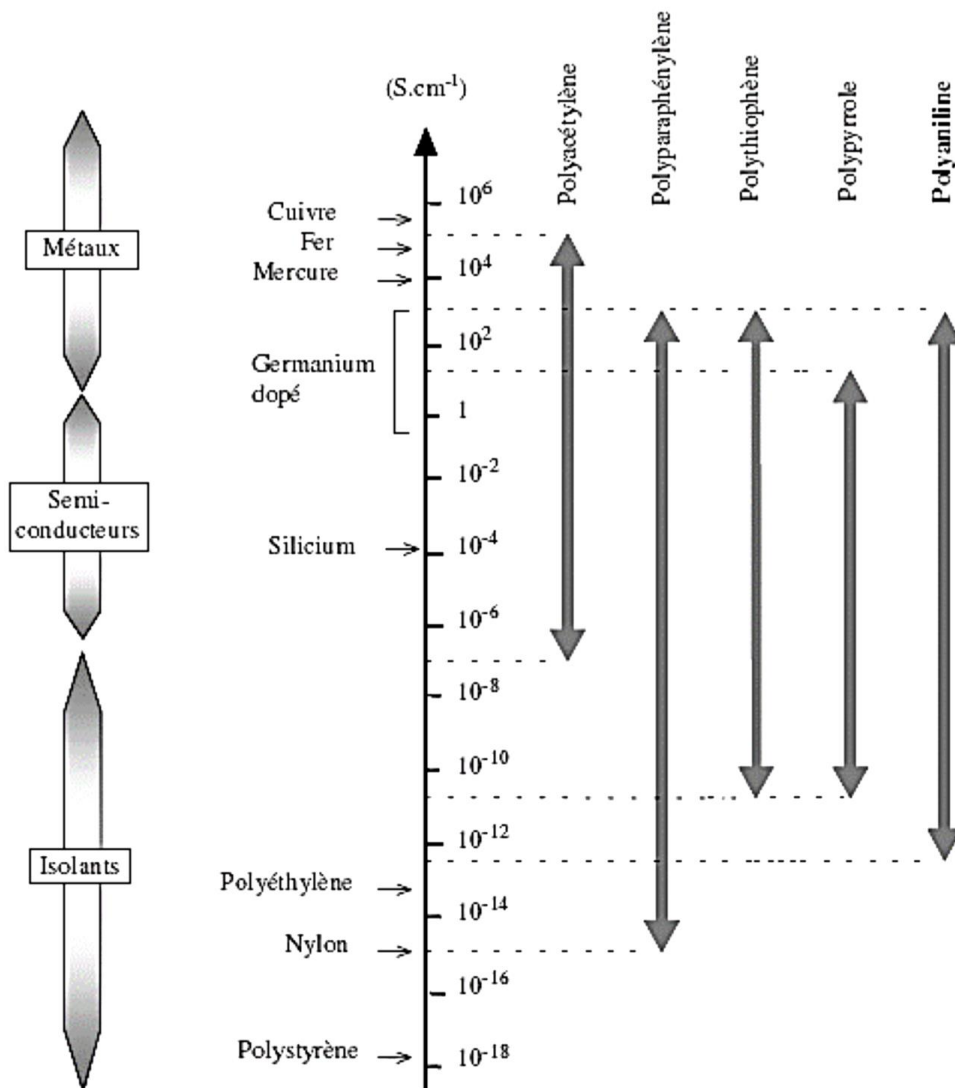 (S.cm-1)
Polyacétylène
Polyparaphénylène
Polythiophène
Polypyrrole
Polyaniline
Métaux
Semi-
conducteurs
Isolants
Cuivre
Fer
Mercure
Germanium
dopé
Silicium
Polyéthylène
Nylon
Polystyrène
10^6
10^4
10^2
1
10^-2
10^-4
10^-6
10^-8
10^-10
10^-12
10^-14
10^-16
10^-18